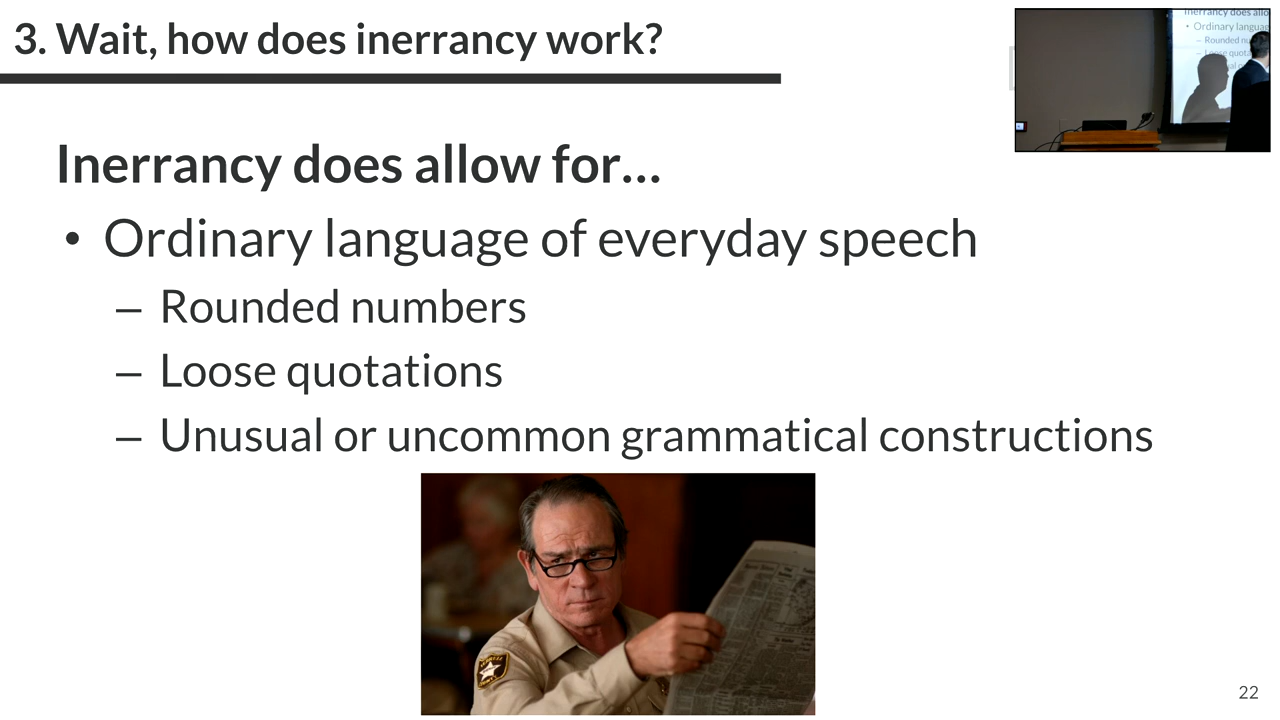 3. Wait, how does inerrancy work?
Inerrancy does allow for...
• Ordinary language of everyday speech
– Rounded numbers
– Loose quotations
– Unusual or uncommon grammatical constructions
22